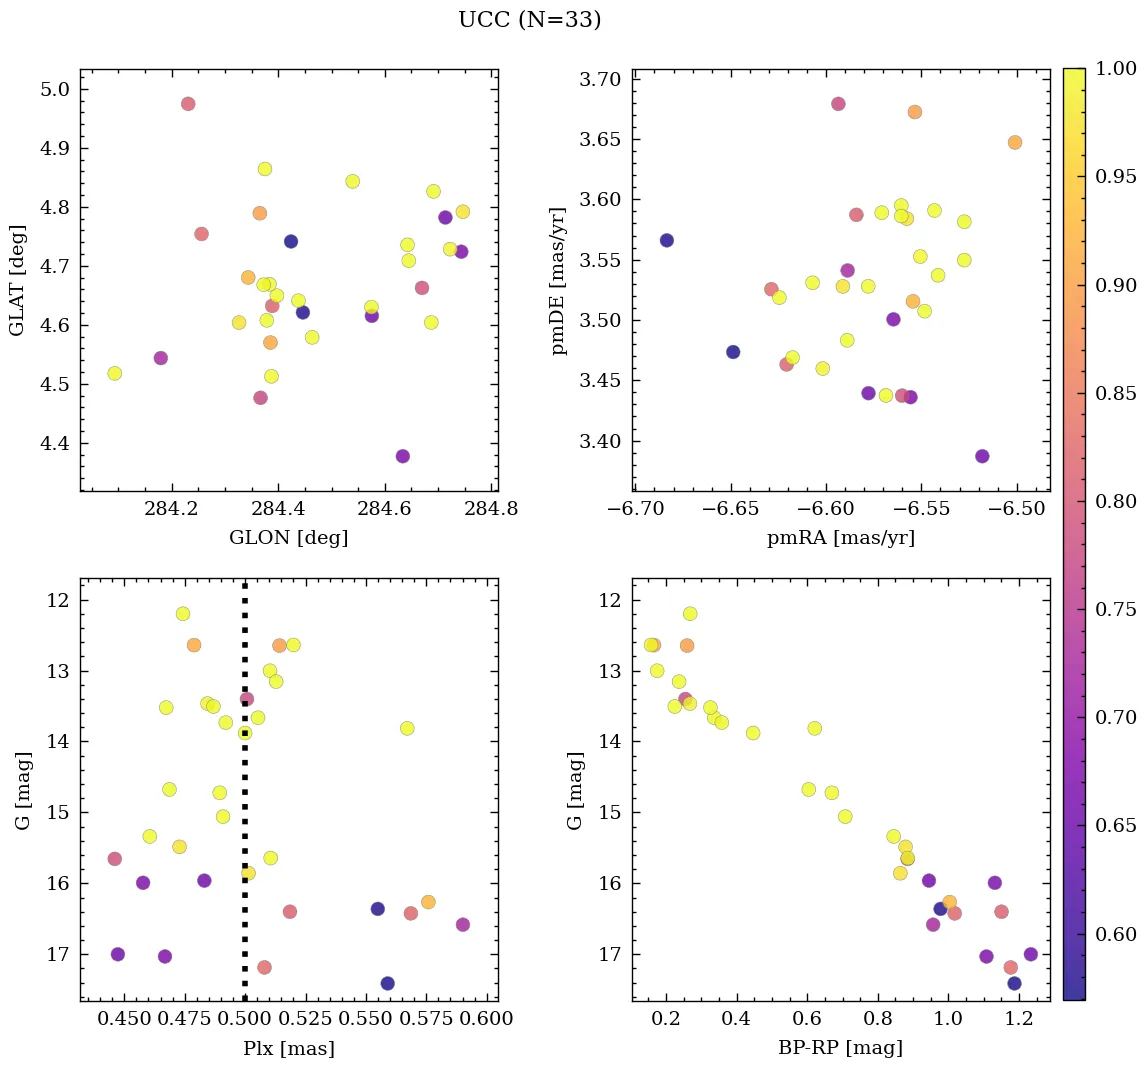 UCC (N=33)
5.0
4.9
4.8
4.7
4.6
4.5
4.4
GLAT [deg]
284.2 284.4 284.6 284.8
GLON [deg]
3.70
3.65
3.60
3.55
3.50
3.45
3.40
pmDE [mas/yr]
−6.70 −6.65 −6.60 −6.55 −6.50
pmRA [mas/yr]
1.00
0.95
0.90
0.85
0.80
0.75
0.70
0.65
0.60
12
13
14
15
16
17
G [mag]
0.450 0.475 0.500 0.525 0.550 0.575 0.600
Plx [mas]
12
13
14
15
16
17
G [mag]
0.2 0.4 0.6 0.8 1.0 1.2
BP-RP [mag]